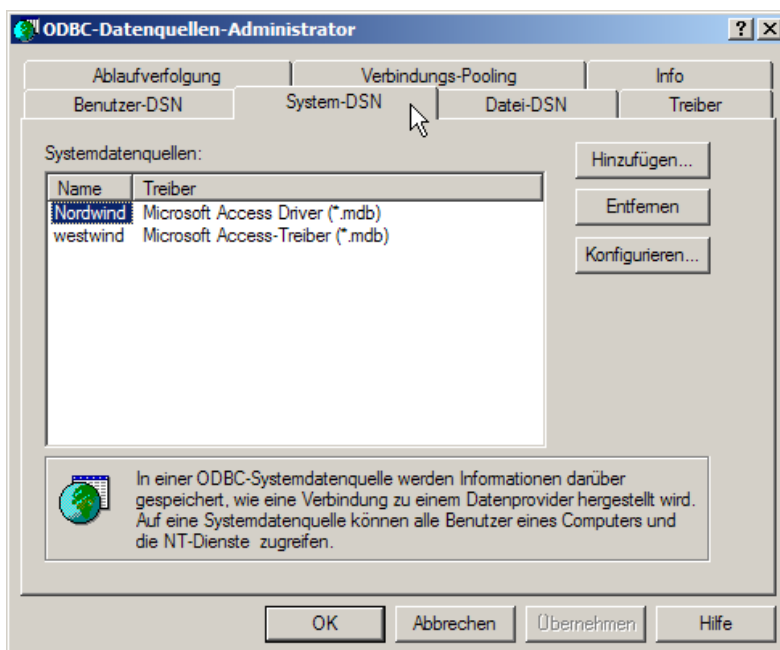 ODBC-Datenquellen-Administrator
Ablaufverfolgung Verbindungs-Pooling Info
Benutzer-DSN System-DSN Datei-DSN Treiber
Systemdatenquellen:
Hinzufügen...
Name Treiber
Nordwind Microsoft Access Driver (*.mdb)
Entfernen
westwind Microsoft Access-Treiber (*.mdb)
Konfigurieren...
In einer ODBC-Systemdatenquelle werden Informationen darüber
gespeichert, wie eine Verbindung zu einem Datenprovider hergestellt wird.
Auf eine Systemdatenquelle können alle Benutzer eines Computers und
die NT-Dienste zugreifen.
OK Abbrechen Übernehmen Hilfe